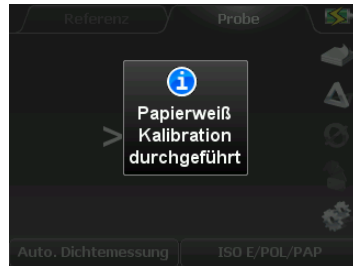 Referenz
Probe
Papierweiß
Kalibration
durchgeführt
>
Auto. Dichtemessung
ISO E/POL/PAP